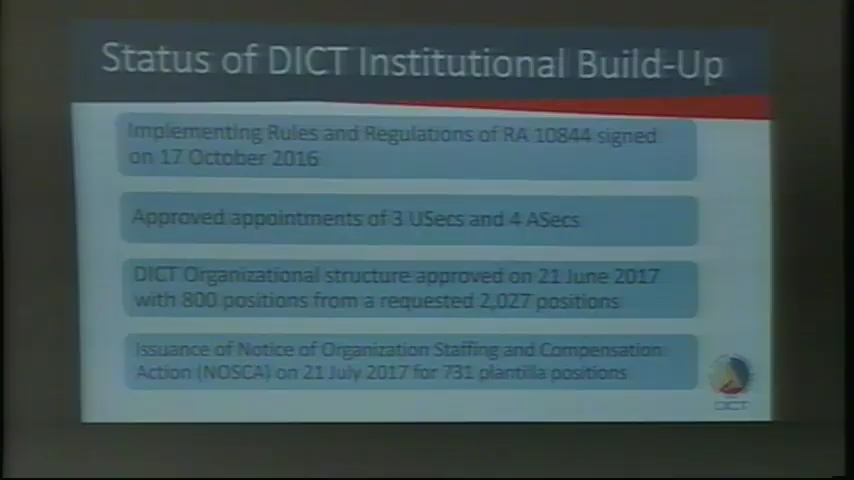 Status of DICT Institutional Build-Up
Implementing Rules and Regulations of RA 10844 signed
on 17 October 2016
Approved appointments of 3 USecs and 4 ASecs
DICT Organizational structure approved on 21 June 2017
with 800 positions from a requested 2,027 positions
Issuance of Notice of Organization Staffing and Compensation
Action (NOSCA) on 21 July 2017 for 731 plantilla positions
DICT